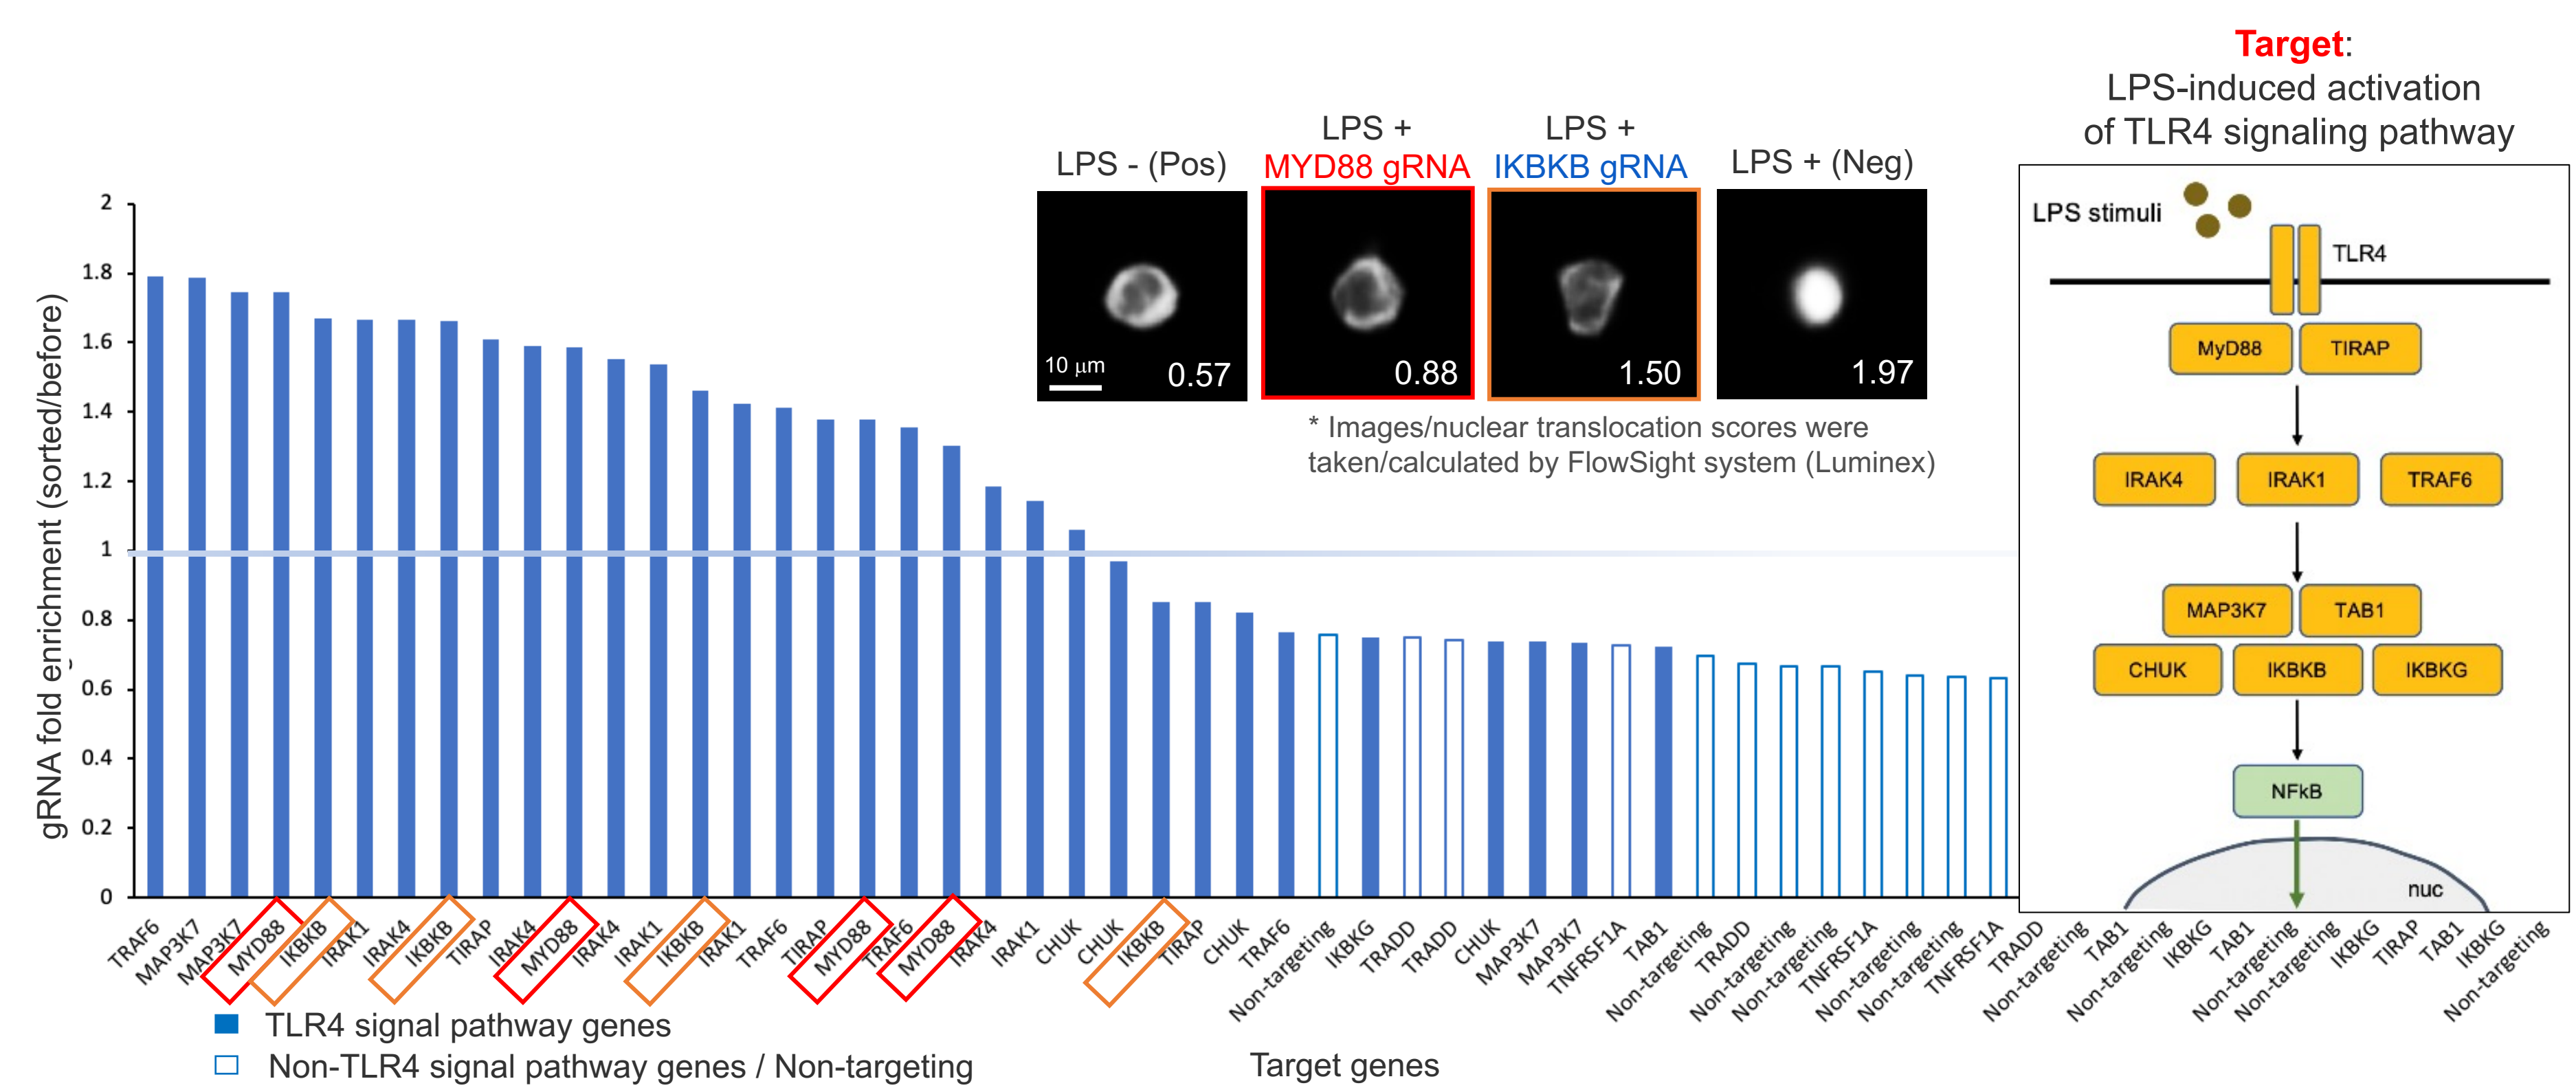 Target:
LPS-induced activation
of TLR4 signaling pathway
LPS - (Pos)
LPS +
MYD88 gRNA
LPS +
IKBKB gRNA
LPS + (Neg)
10 μm
0.57
0.88
1.50
1.97
* Images/nuclear translocation scores were
taken/calculated by FlowSight system (Luminex)
gRNA fold enrichment (sorted/before)
2
1.8
1.6
1.4
1.2
1
0.8
0.6
0.4
0.2
0
TRAF6
MAP3K7
MAP3K7
MYD88
IKBKB
IRAK1
IRAK4
IKBKB
TIRAP
IRAK4
MYD88
IRAK4
IRAK1
IKBKB
IRAK1
TRAF6
TIRAP
MYD88
TRAF6
MYD88
IRAK4
IRAK1
CHUK
CHUK
IKBKB
TIRAP
CHUK
TRAF6
Non-targeting
IKBKG
TRADD
TRADD
CHUK
MAP3K7
MAP3K7
TNFRSF1A
TAB1
Non-targeting
TRADD
Non-targeting
Non-targeting
TNFRSF1A
Non-targeting
Non-targeting
TNFRSF1A
TRADD
Non-targeting
TAB1
Non-targeting
IKBKG
TAB1
Non-targeting
Non-targeting
IKBKG
TIRAP
TAB1
IKBKG
Non-targeting
TLR4 signal pathway genes
Non-TLR4 signal pathway genes / Non-targeting
Target genes
LPS stimuli
TLR4
MyD88
TIRAP
IRAK4
IRAK1
TRAF6
MAP3K7
TAB1
CHUK
IKBKB
IKBKG
NFkB
nuc